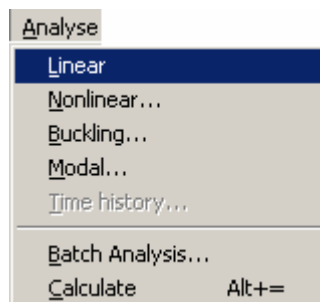 Analyse
Linear
Nonlinear...
Buckling...
Modal...
Time history...
Batch Analysis...
Calculate Alt+=